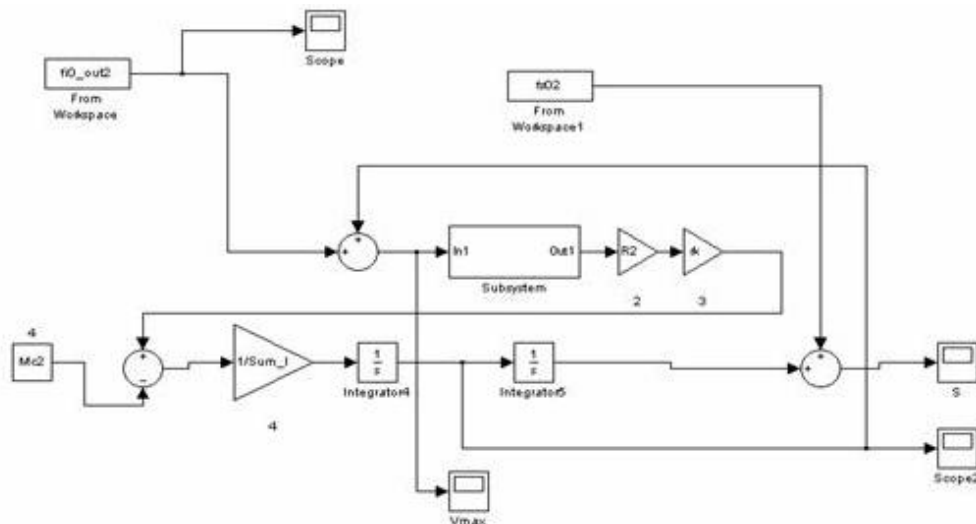 Scope
fi0_out2
From
Workspace
fs02
From
Workspace1
+
+
In1
Out1
Subsystem
R2
2
3
4
Mc2
+
−
1/Sum_I
4
1
F
Integrator4
1
F
Integrator5
+
+
S
Scope2
Vmax